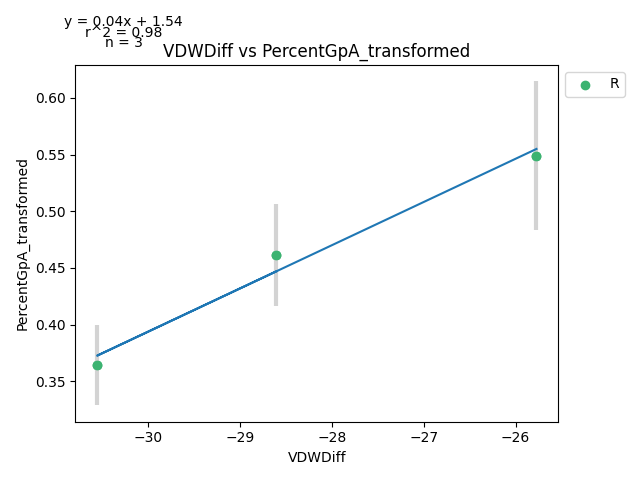 y = 0.04x + 1.54
r^2 = 0.98
n = 3
VDWDiff vs PercentGpA_transformed
R
PercentGpA_transformed
0.60
0.55
0.50
0.45
0.40
0.35
−30
−29
−28
−27
−26
VDWDiff